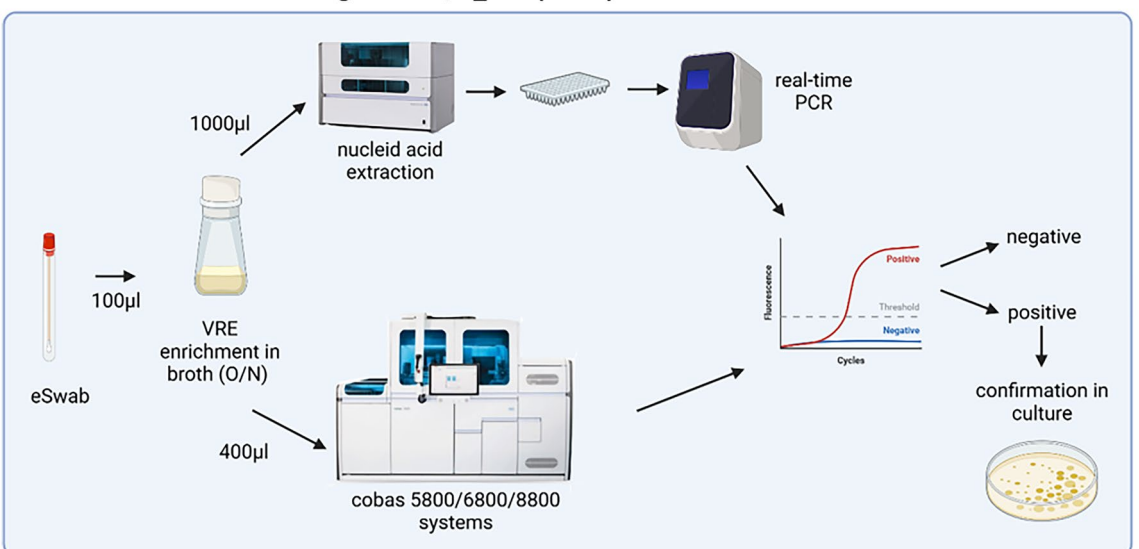 1000µl
nucleid acid
extraction
real-time
PCR
100µl
eSwab
VRE
enrichment in
broth (O/N)
400µl
cobas 5800/6800/8800
systems
Fluorescence
Positive
Threshold
Negative
Cycles
negative
positive
confirmation in
culture